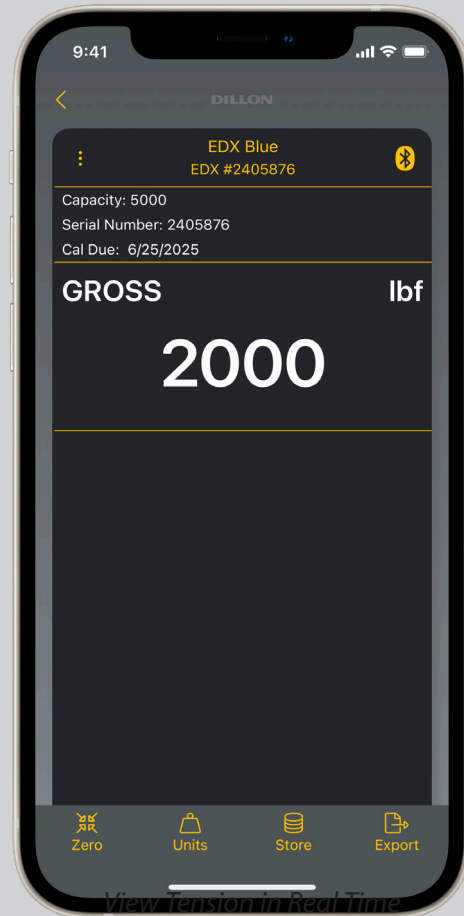 9:41
DILLON
EDX Blue
EDX #2405876
Capacity: 5000
Serial Number: 2405876
Cal Due: 6/25/2025
GROSS lbf
2000
Zero Units Store Export
View Tension in Real Time